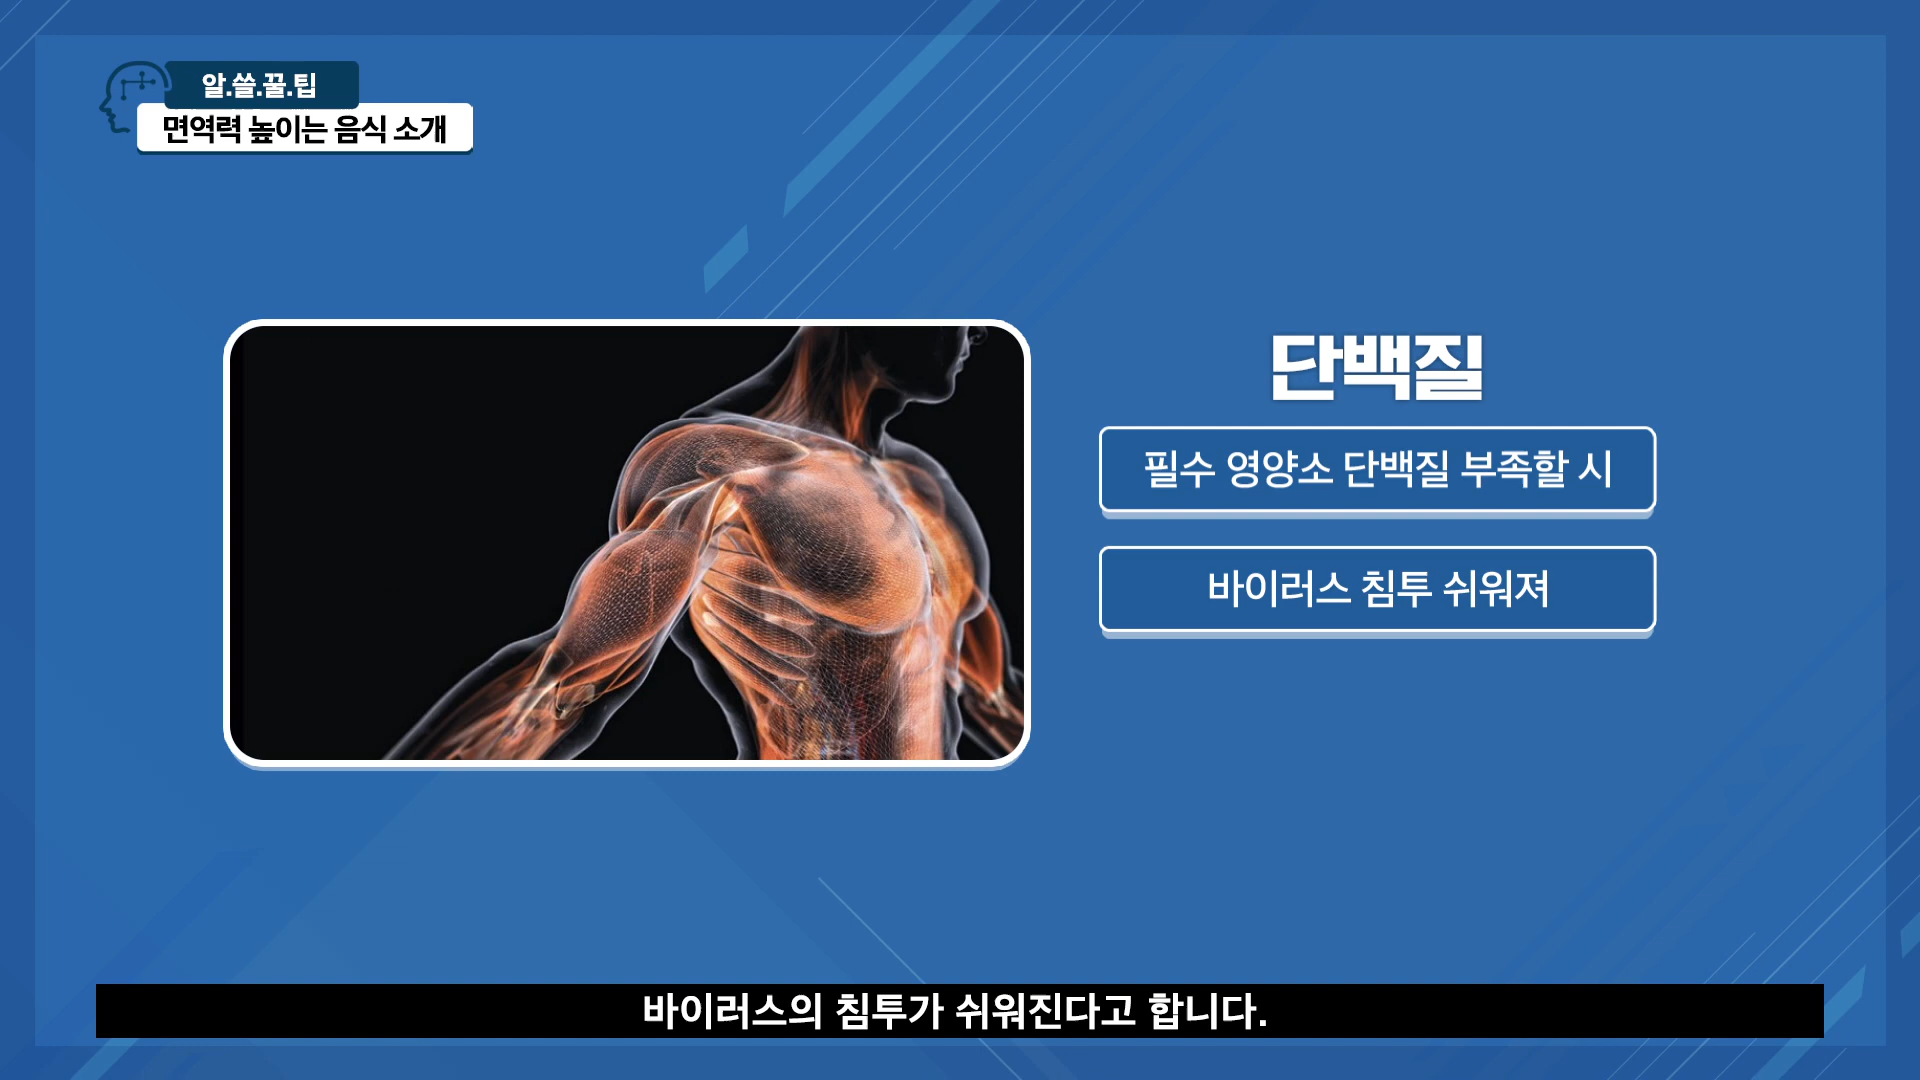 알.쓸.꿀.팁
면역력 높이는 음식 소개
단백질
필수 영양소 단백질 부족할 시
바이러스 침투 쉬워져
바이러스의 침투가 쉬워진다고 합니다.